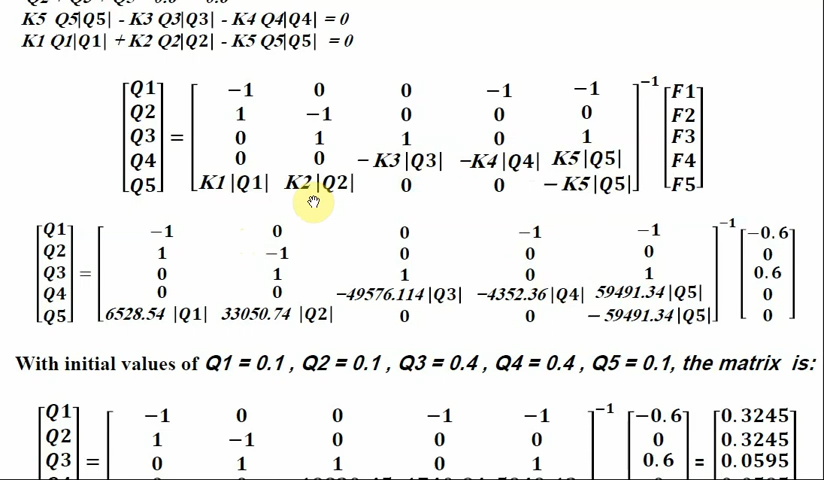 K5 Q5|Q5| - K3 Q3|Q3| - K4 Q4|Q4| = 0
K1 Q1|Q1| + K2 Q2|Q2| - K5 Q5|Q5| = 0
Q1 −1 0 0 −1 −1 −1 F1
Q2 1 −1 0 0 0 F2
Q3 = 0 1 1 0 1 F3
Q4 0 0 −K3|Q3| −K4|Q4| K5|Q5| F4
Q5 K1|Q1| K2|Q2| 0 0 −K5|Q5| F5
Q1 −1 0 0 −1 −1 −1 −0.6
Q2 1 −1 0 0 0 0
Q3 = 0 1 1 0 1 0.6
Q4 0 0 −49576.114|Q3| −4352.36|Q4| 59491.34|Q5| 0
Q5 6528.54 |Q1| 33050.74 |Q2| 0 0 −59491.34|Q5| 0
With initial values of Q1 = 0.1 , Q2 = 0.1 , Q3 = 0.4 , Q4 = 0.4 , Q5 = 0.1, the matrix is:
Q1 −1 0 0 −1 −1 −1 −0.6 0.3245
Q2 1 −1 0 0 0 0 0.3245
Q3 = 0 1 1 0 1 0.6 = 0.0595